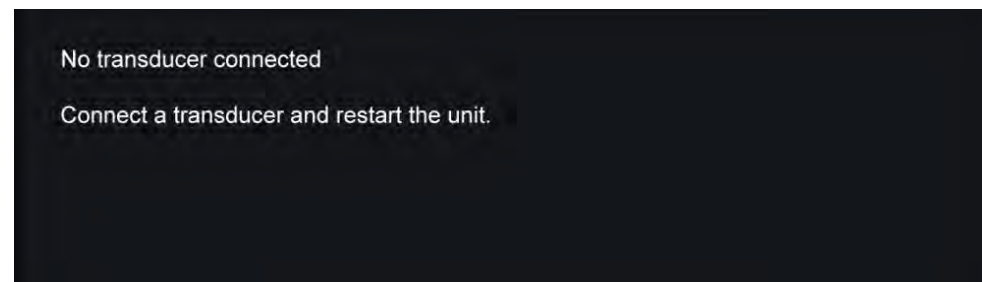 No transducer connected
Connect a transducer and restart the unit.